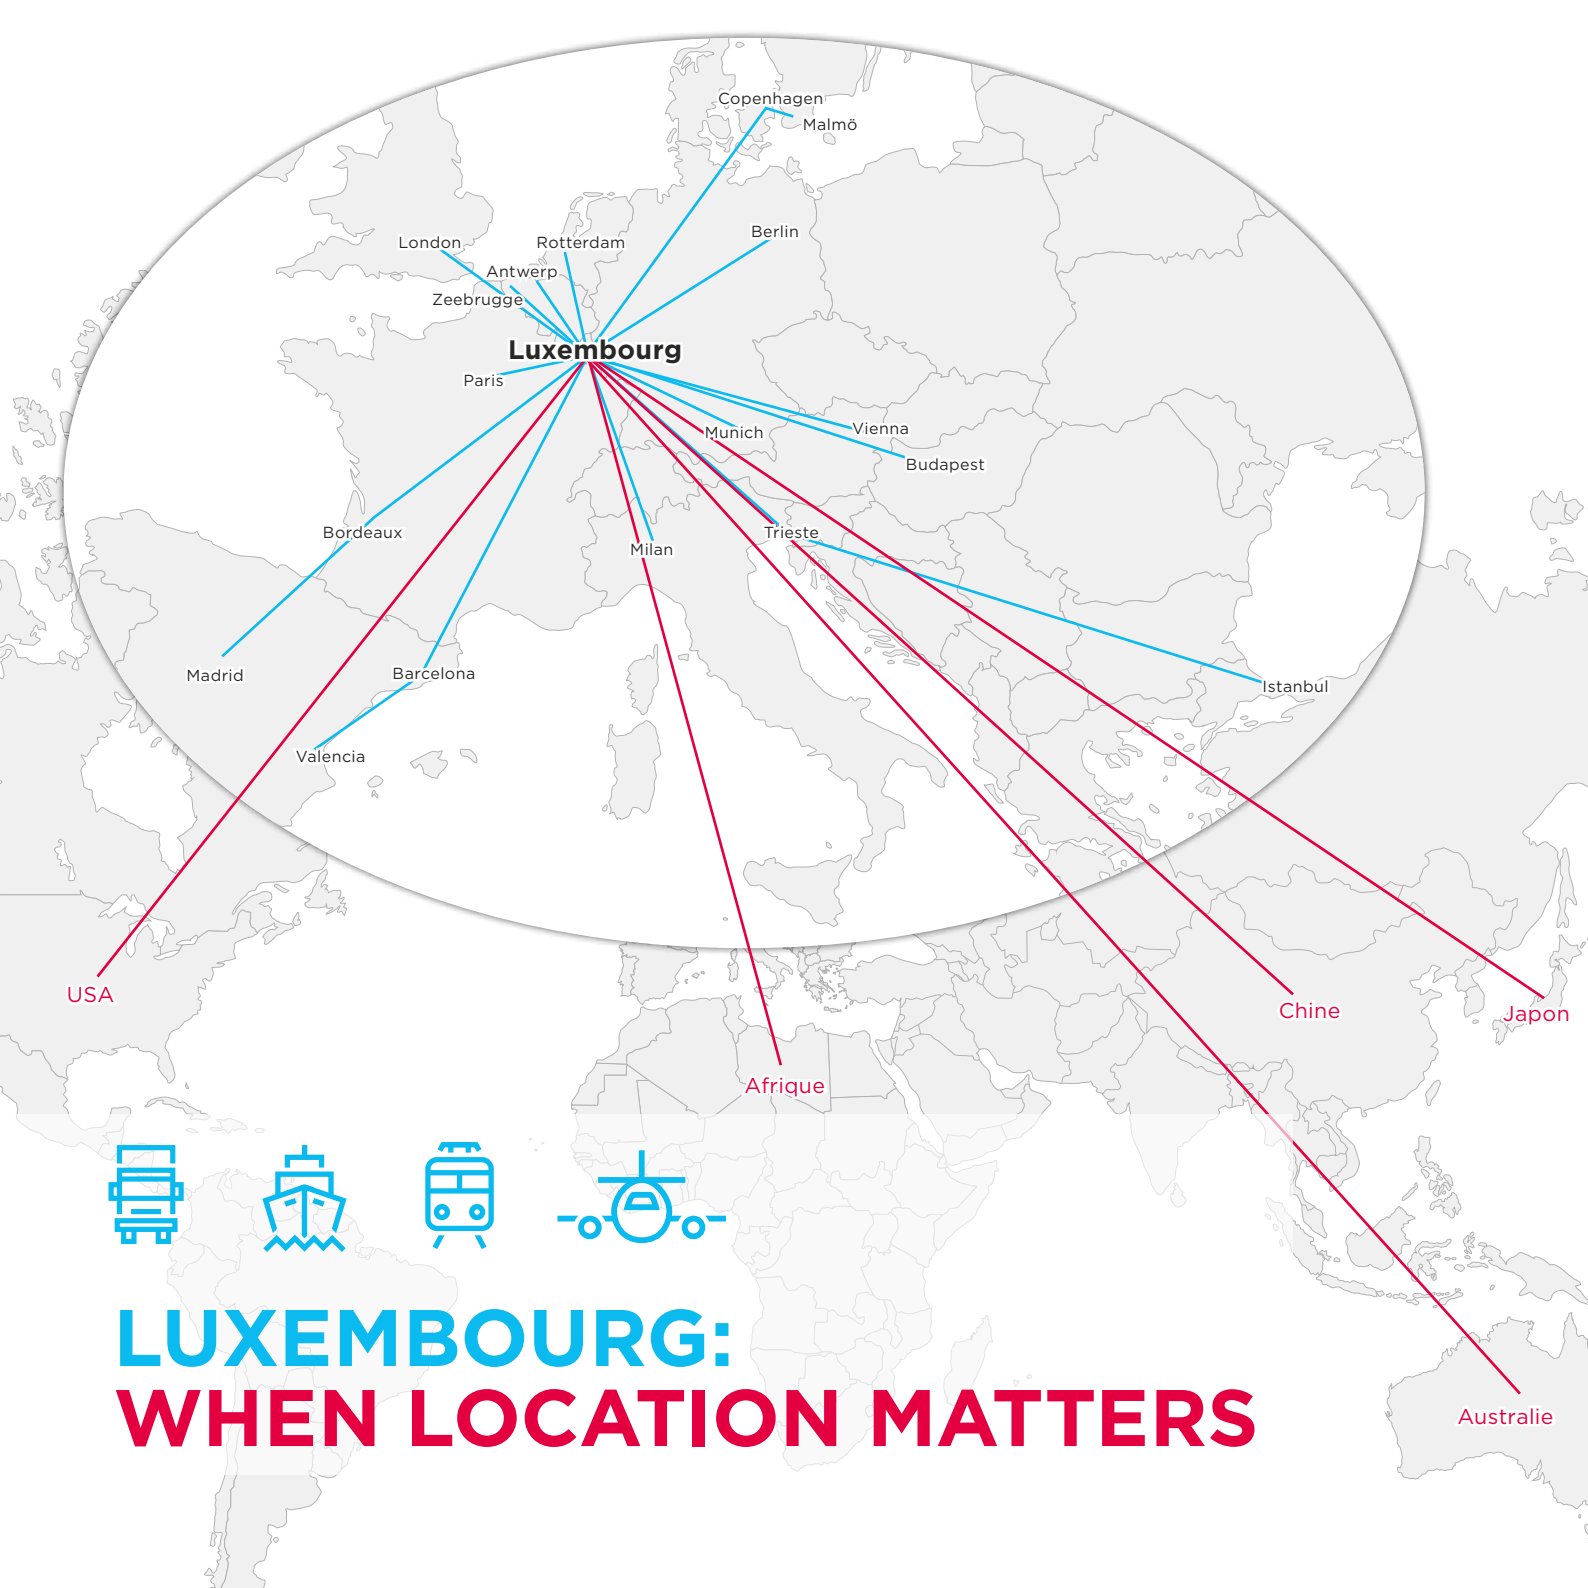 Copenhagen
Malmö
Berlin
London
Rotterdam
Antwerp
Zeebrugge
Luxembourg
Paris
Munich
Vienna
Budapest
Bordeaux
Milan
Trieste
Madrid
Barcelona
Istanbul
Valencia
USA
Chine
Japon
Afrique
LUXEMBOURG:
WHEN LOCATION MATTERS
Australie